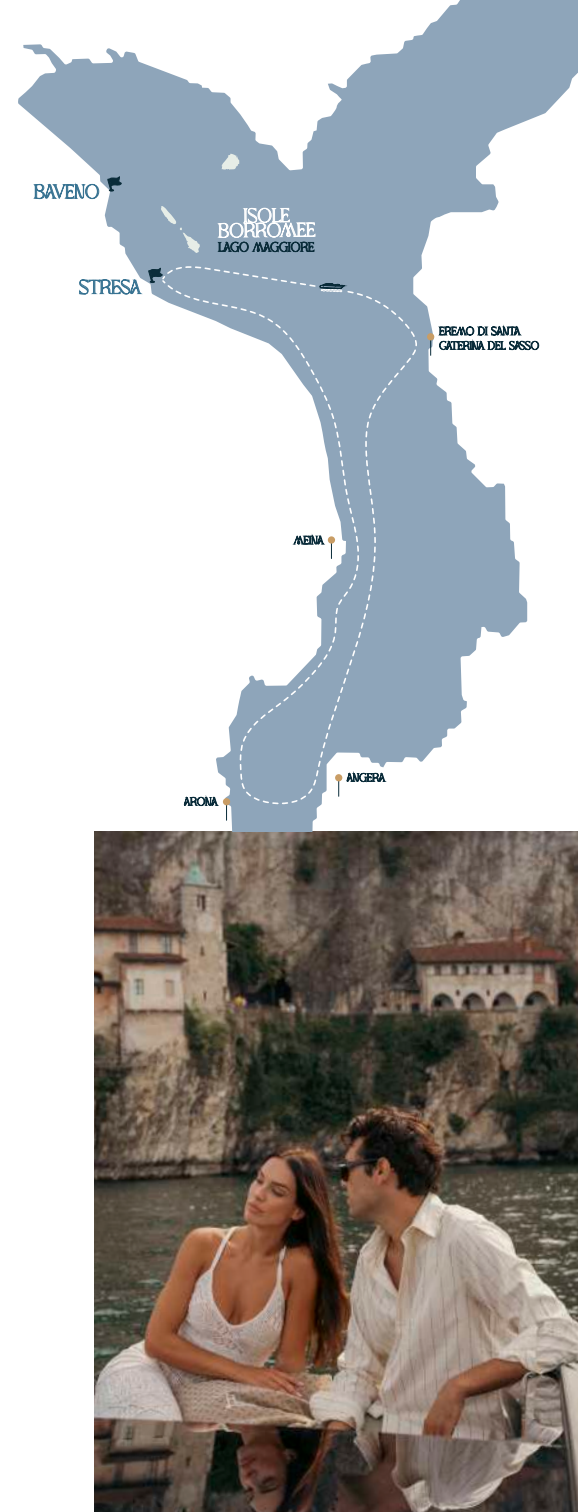 BAVENO
ISOLE
BORROMEE
LAGO MAGGIORE
STRESA
EREMO DI SANTA
CATERINA DEL SASSO
MEINA
ANGERA
ARONA